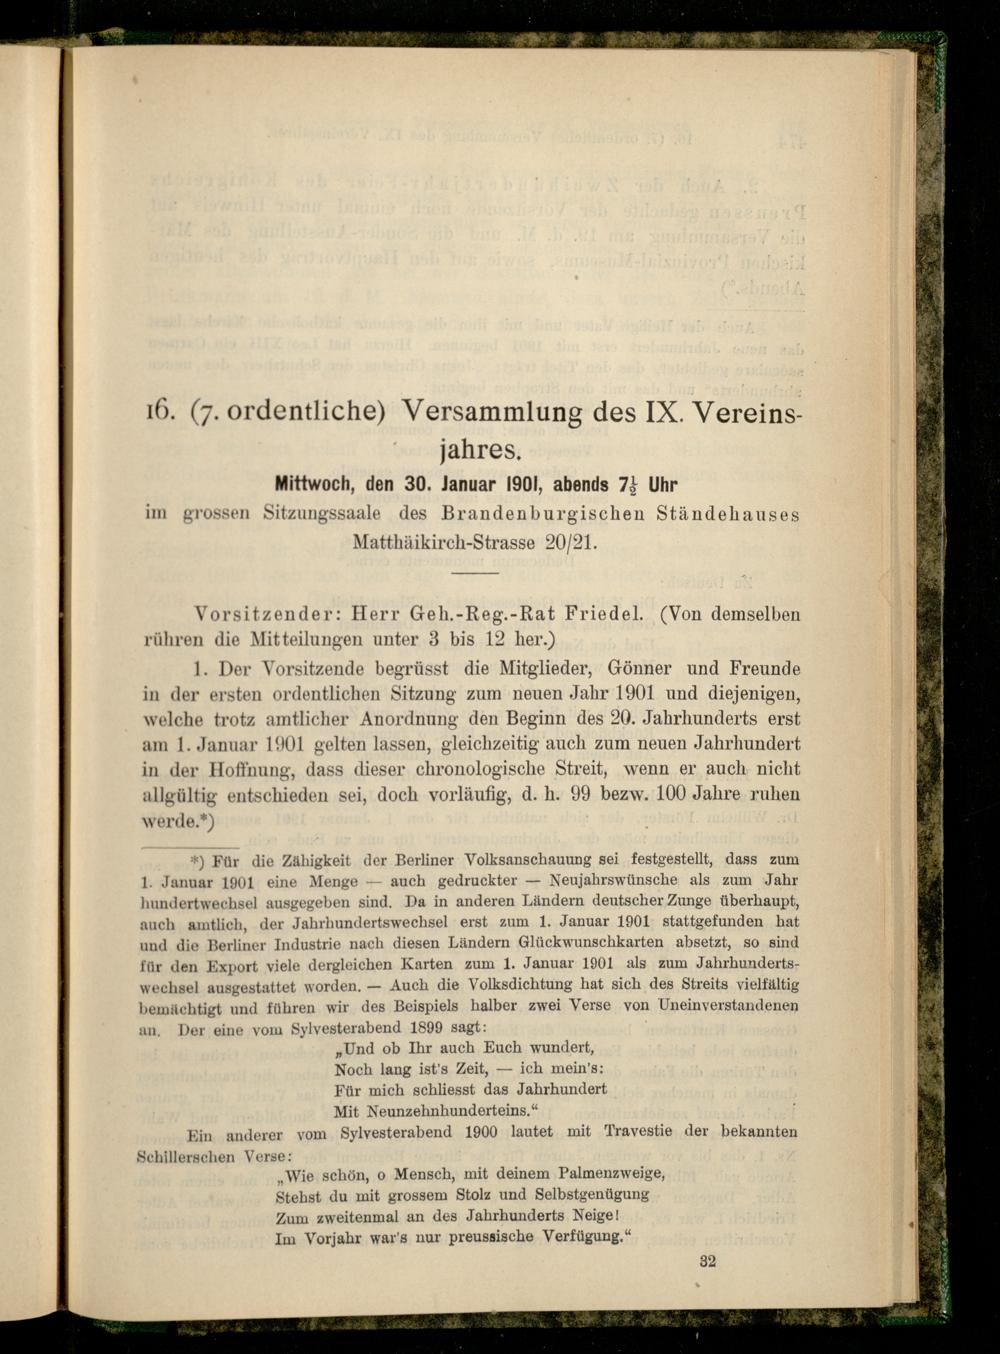 16. (7. ordentliche) Versammlung des IX. Vereins-
jahres.
Mittwoch, den 30. Januar 1901, abends 7½ Uhr
im grossen Sitzungssaale des Brandenburgischen Ständehauses
Matthäikirch-Strasse 20/21.
Vorsitzender: Herr Geh.-Reg.-Rat Friedel. (Von demselben
rühren die Mitteilungen unter 3 bis 12 her.)
1. Der Vorsitzende begrüsst die Mitglieder, Gönner und Freunde
in der ersten ordentlichen Sitzung zum neuen Jahr 1901 und diejenigen,
welche trotz amtlicher Anordnung den Beginn des 20. Jahrhunderts erst
am 1. Januar 1901 gelten lassen, gleichzeitig auch zum neuen Jahrhundert
in der Hoffnung, dass dieser chronologische Streit, wenn er auch nicht
allgültig entschieden sei, doch vorläufig, d. h. 99 bezw. 100 Jahre ruhen
werde.*)
*) Für die Zähigkeit der Berliner Volksanschauung sei festgestellt, dass zum
1. Januar 1901 eine Menge — auch gedruckter — Neujahrswünsche als zum Jahr
hundertwechsel ausgegeben sind. Da in anderen Ländern deutscher Zunge überhaupt,
auch amtlich, der Jahrhundertswechsel erst zum 1. Januar 1901 stattgefunden hat
und die Berliner Industrie nach diesen Ländern Glückwunschkarten absetzt, so sind
für den Export viele dergleichen Karten zum 1. Januar 1901 als zum Jahrhunderts-
wechsel ausgestattet worden. — Auch die Volksdichtung hat sich des Streits vielfältig
bemächtigt und führen wir des Beispiels halber zwei Verse von Uneinverstandenen
an. Der eine vom Sylvesterabend 1899 sagt:
„Und ob Ihr auch Euch wundert,
Noch lang ist's Zeit, — ich mein's:
Für mich schliesst das Jahrhundert
Mit Neunzehnhunderteins.“
Ein anderer vom Sylvesterabend 1900 lautet mit Travestie der bekannten
Schillerschen Verse:
„Wie schön, o Mensch, mit deinem Palmenzweige,
Stehst du mit grossem Stolz und Selbstgenügung
Zum zweitenmal an des Jahrhunderts Neige!
Im Vorjahr war's nur preussische Verfügung.“
32